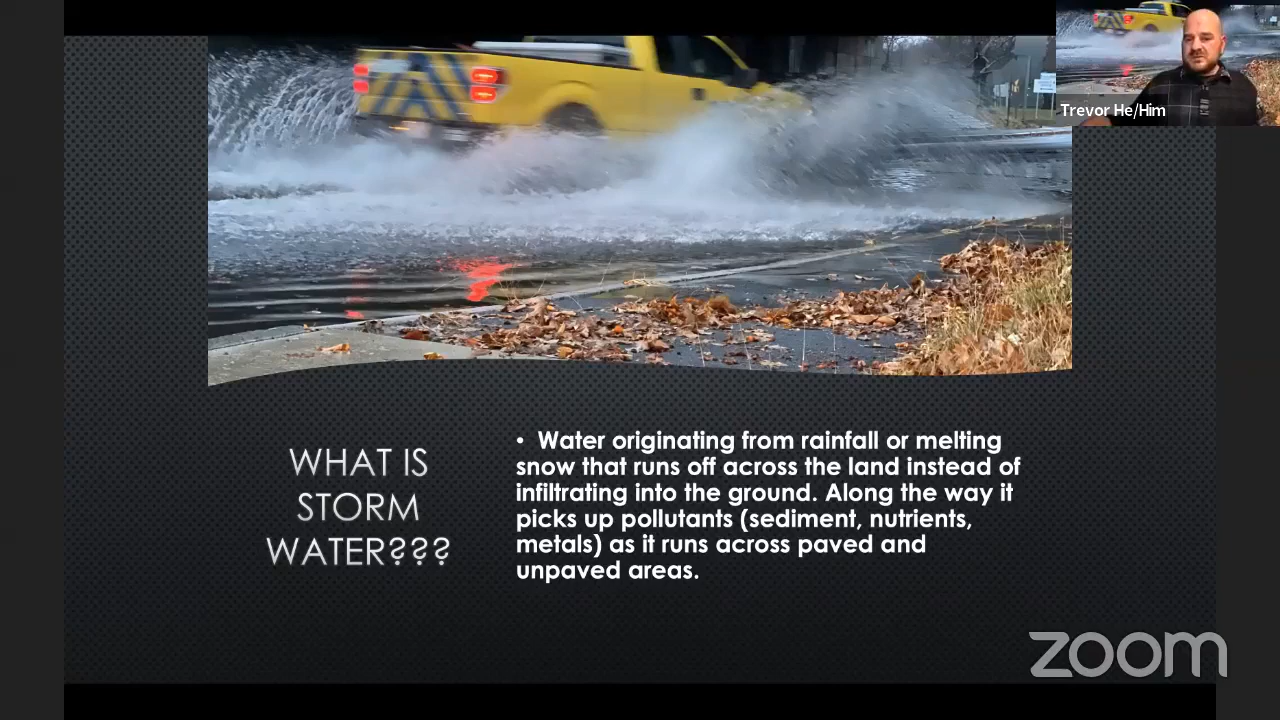 Trevor He/Him
WHAT IS
STORM
WATER???
• Water originating from rainfall or melting
snow that runs off across the land instead of
infiltrating into the ground. Along the way it
picks up pollutants (sediment, nutrients,
metals) as it runs across paved and
unpaved areas.
zoom